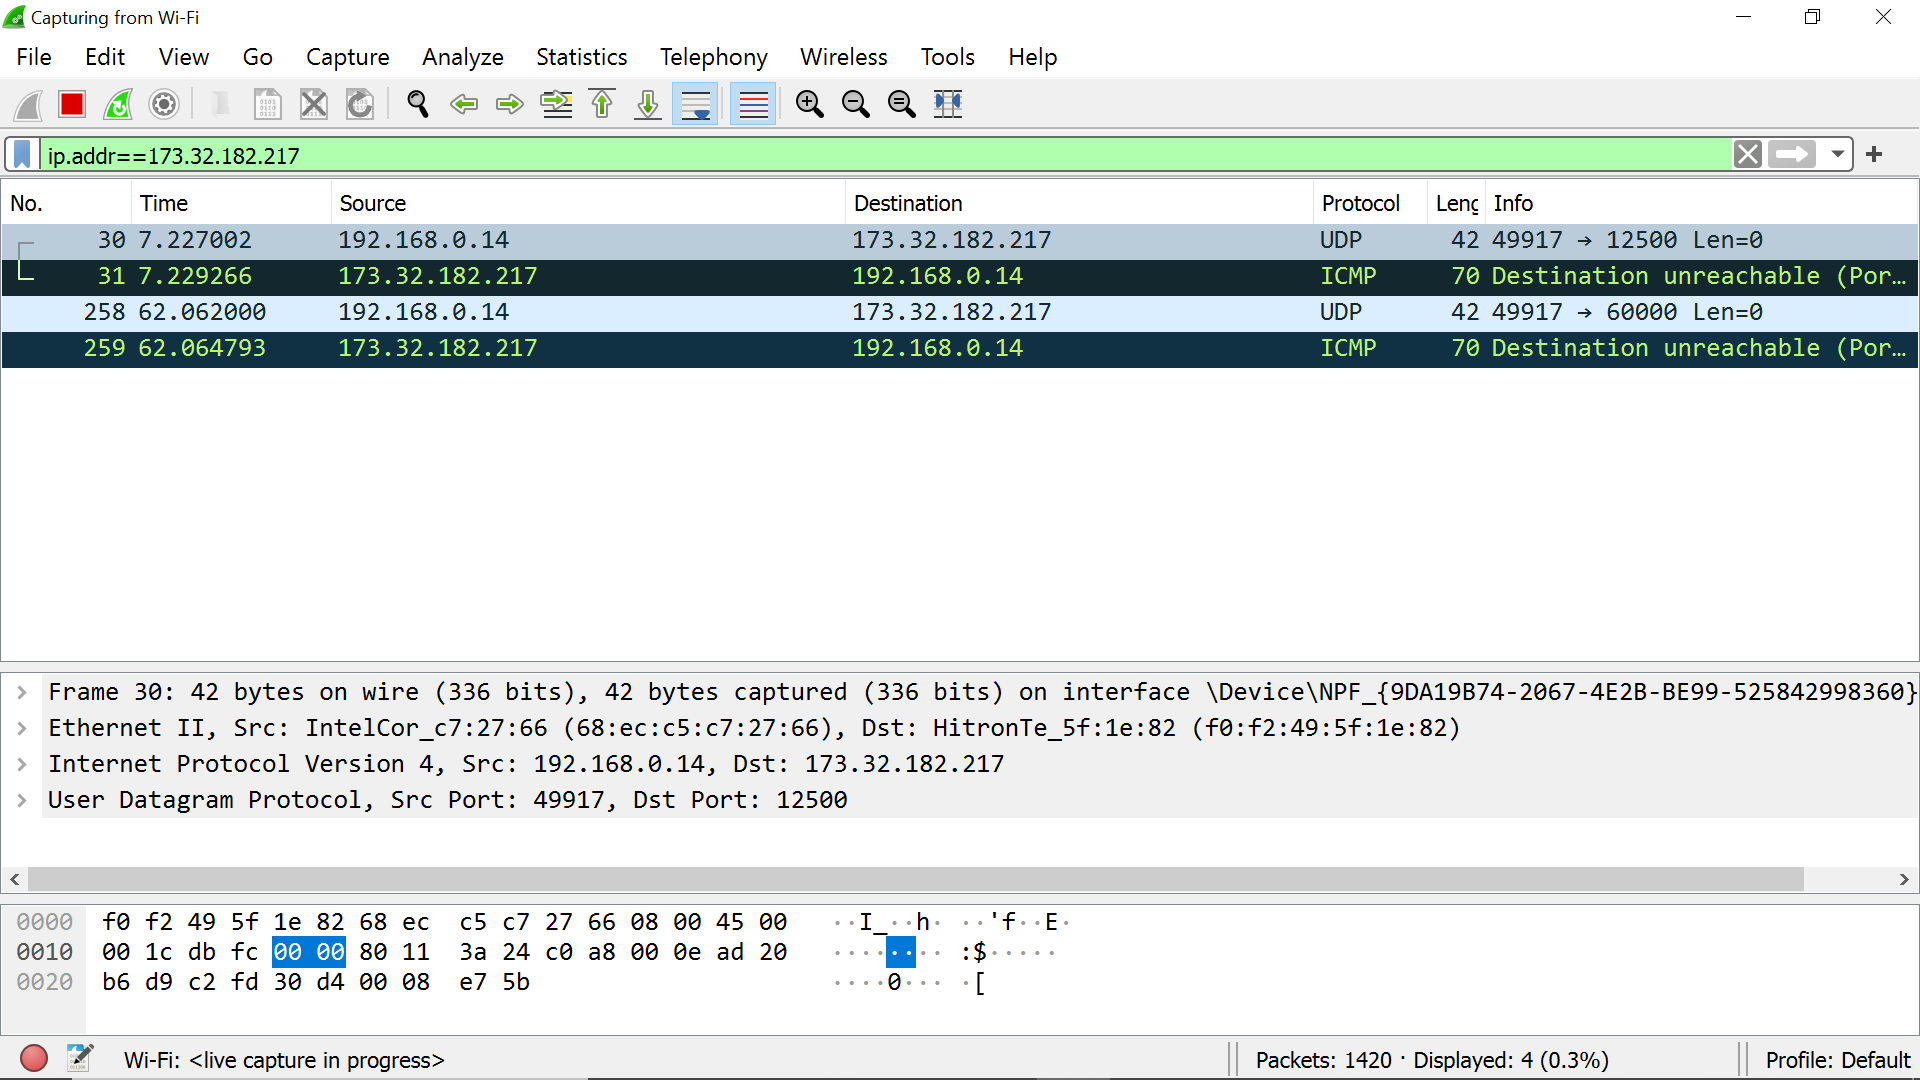 Capturing from Wi-Fi
File Edit View Go Capture Analyze Statistics Telephony Wireless Tools Help
ip.addr==173.32.182.217
No. Time Source Destination Protocol Leng Info
30 7.227002 192.168.0.14 173.32.182.217 UDP 42 49917 → 12500 Len=0
31 7.229266 173.32.182.217 192.168.0.14 ICMP 70 Destination unreachable (Por…
258 62.062000 192.168.0.14 173.32.182.217 UDP 42 49917 → 60000 Len=0
259 62.064793 173.32.182.217 192.168.0.14 ICMP 70 Destination unreachable (Por…
Frame 30: 42 bytes on wire (336 bits), 42 bytes captured (336 bits) on interface \Device\NPF_{9DA19B74-2067-4E2B-BE99-525842998360}
Ethernet II, Src: IntelCor_c7:27:66 (68:ec:c5:c7:27:66), Dst: HitronTe_5f:1e:82 (f0:f2:49:5f:1e:82)
Internet Protocol Version 4, Src: 192.168.0.14, Dst: 173.32.182.217
User Datagram Protocol, Src Port: 49917, Dst Port: 12500
0000 f0 f2 49 5f 1e 82 68 ec c5 c7 27 66 08 00 45 00 ··I_··h· ··'f··E·
0010 00 1c db fc 00 00 80 11 3a 24 c0 a8 00 0e ad 20 ········ :$·····
0020 b6 d9 c2 fd 30 d4 00 08 e7 5b ····0··· ·[
Wi-Fi: <live capture in progress> Packets: 1420 · Displayed: 4 (0.3%) Profile: Default